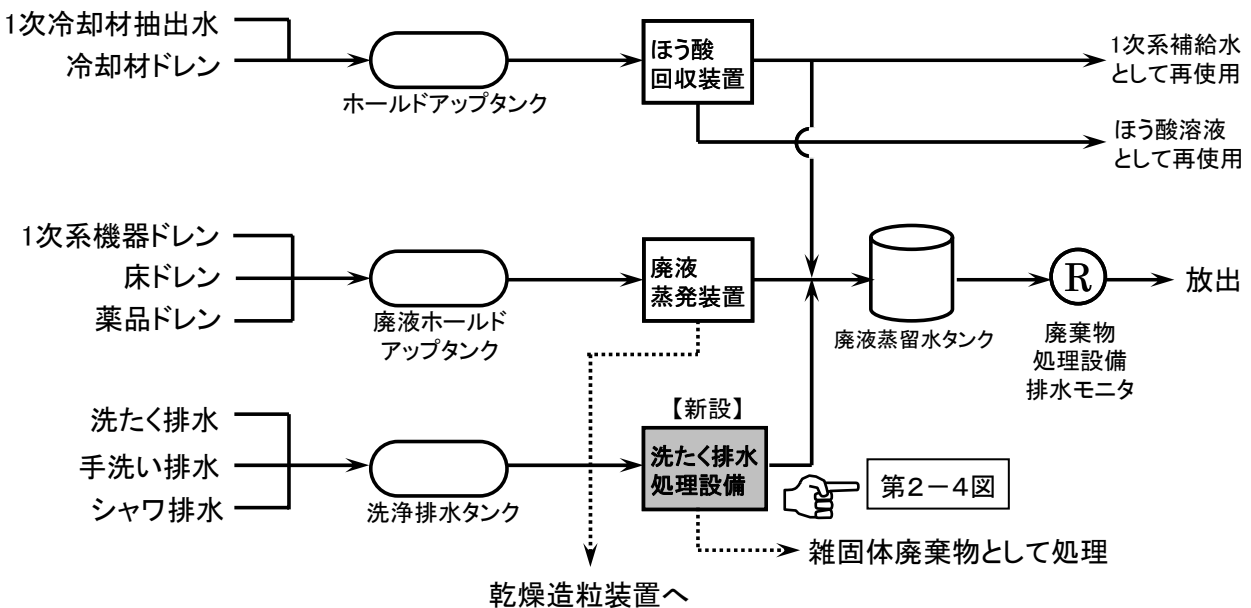 1次冷却材抽出水
冷却材ドレン
ホールドアップタンク
ほう酸
回収装置
1次系補給水
として再使用
ほう酸溶液
として再使用
1次系機器ドレン
床ドレン
薬品ドレン
廃液ホールド
アップタンク
廃液
蒸発装置
廃液蒸留水タンク
R
廃棄物
処理設備
排水モニタ
放出
洗たく排水
手洗い排水
シャワ排水
洗浄排水タンク
【新設】
洗たく排水
処理設備
第2－4図
雑固体廃棄物として処理
乾燥造粒装置へ